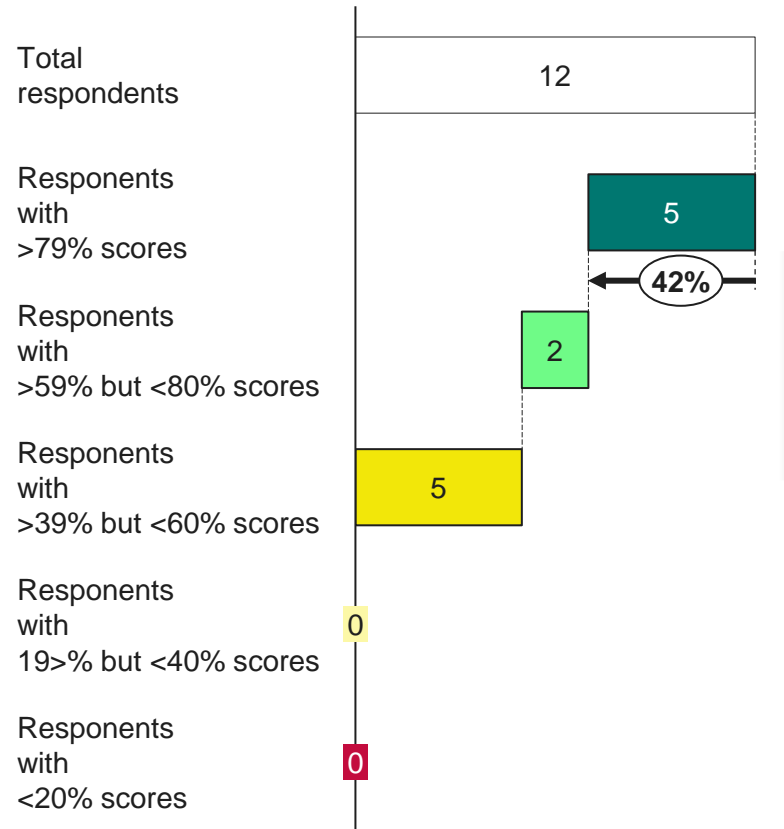 Total
respondents
12
Responents
with
>79% scores
5
42%
Responents
with
>59% but <80% scores
2
Responents
with
>39% but <60% scores
5
Responents
with
19>% but <40% scores
0
Responents
with
<20% scores
0